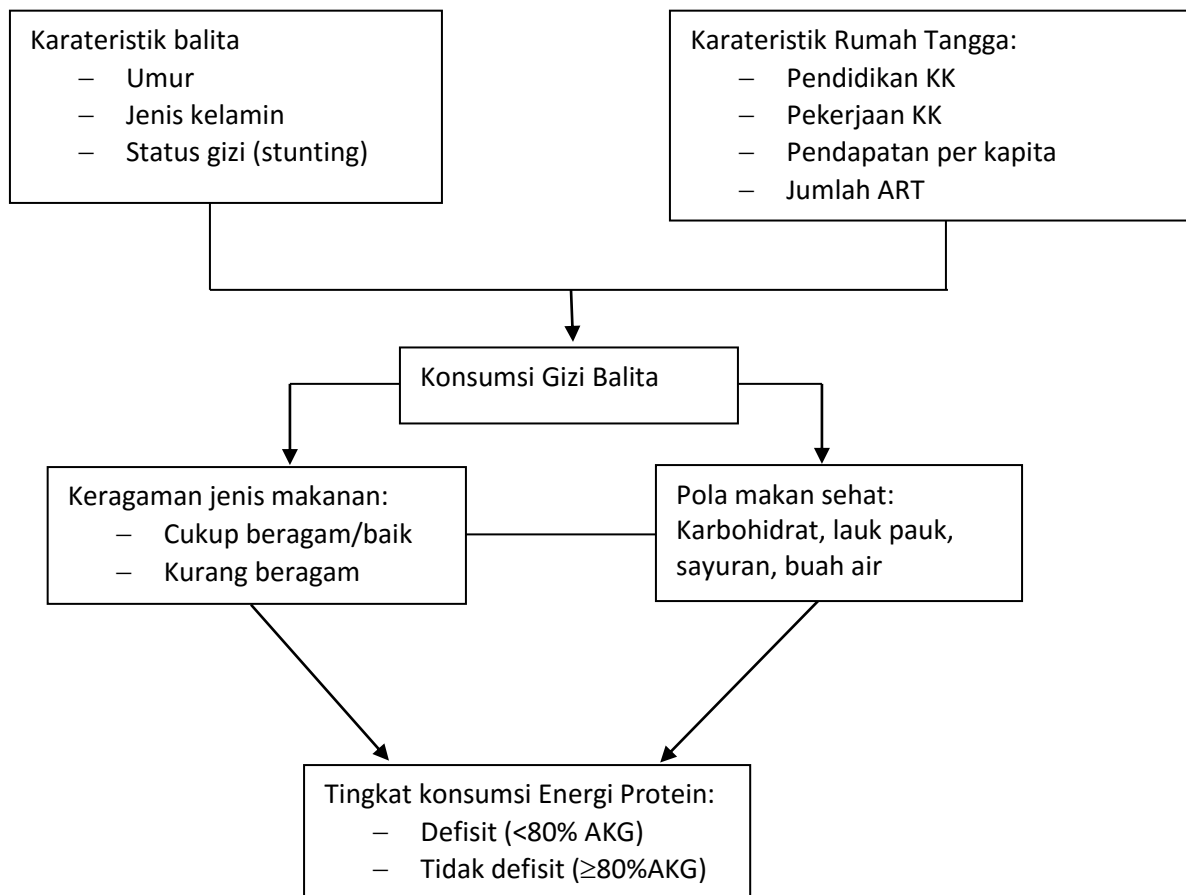 Karateristik balita
– Umur
– Jenis kelamin
– Status gizi (stunting)
Karateristik Rumah Tangga:
– Pendidikan KK
– Pekerjaan KK
– Pendapatan per kapita
– Jumlah ART
Konsumsi Gizi Balita
Keragaman jenis makanan:
– Cukup beragam/baik
– Kurang beragam
Pola makan sehat:
Karbohidrat, lauk pauk,
sayuran, buah air
Tingkat konsumsi Energi Protein:
– Defisit (<80% AKG)
– Tidak defisit (≥80%AKG)